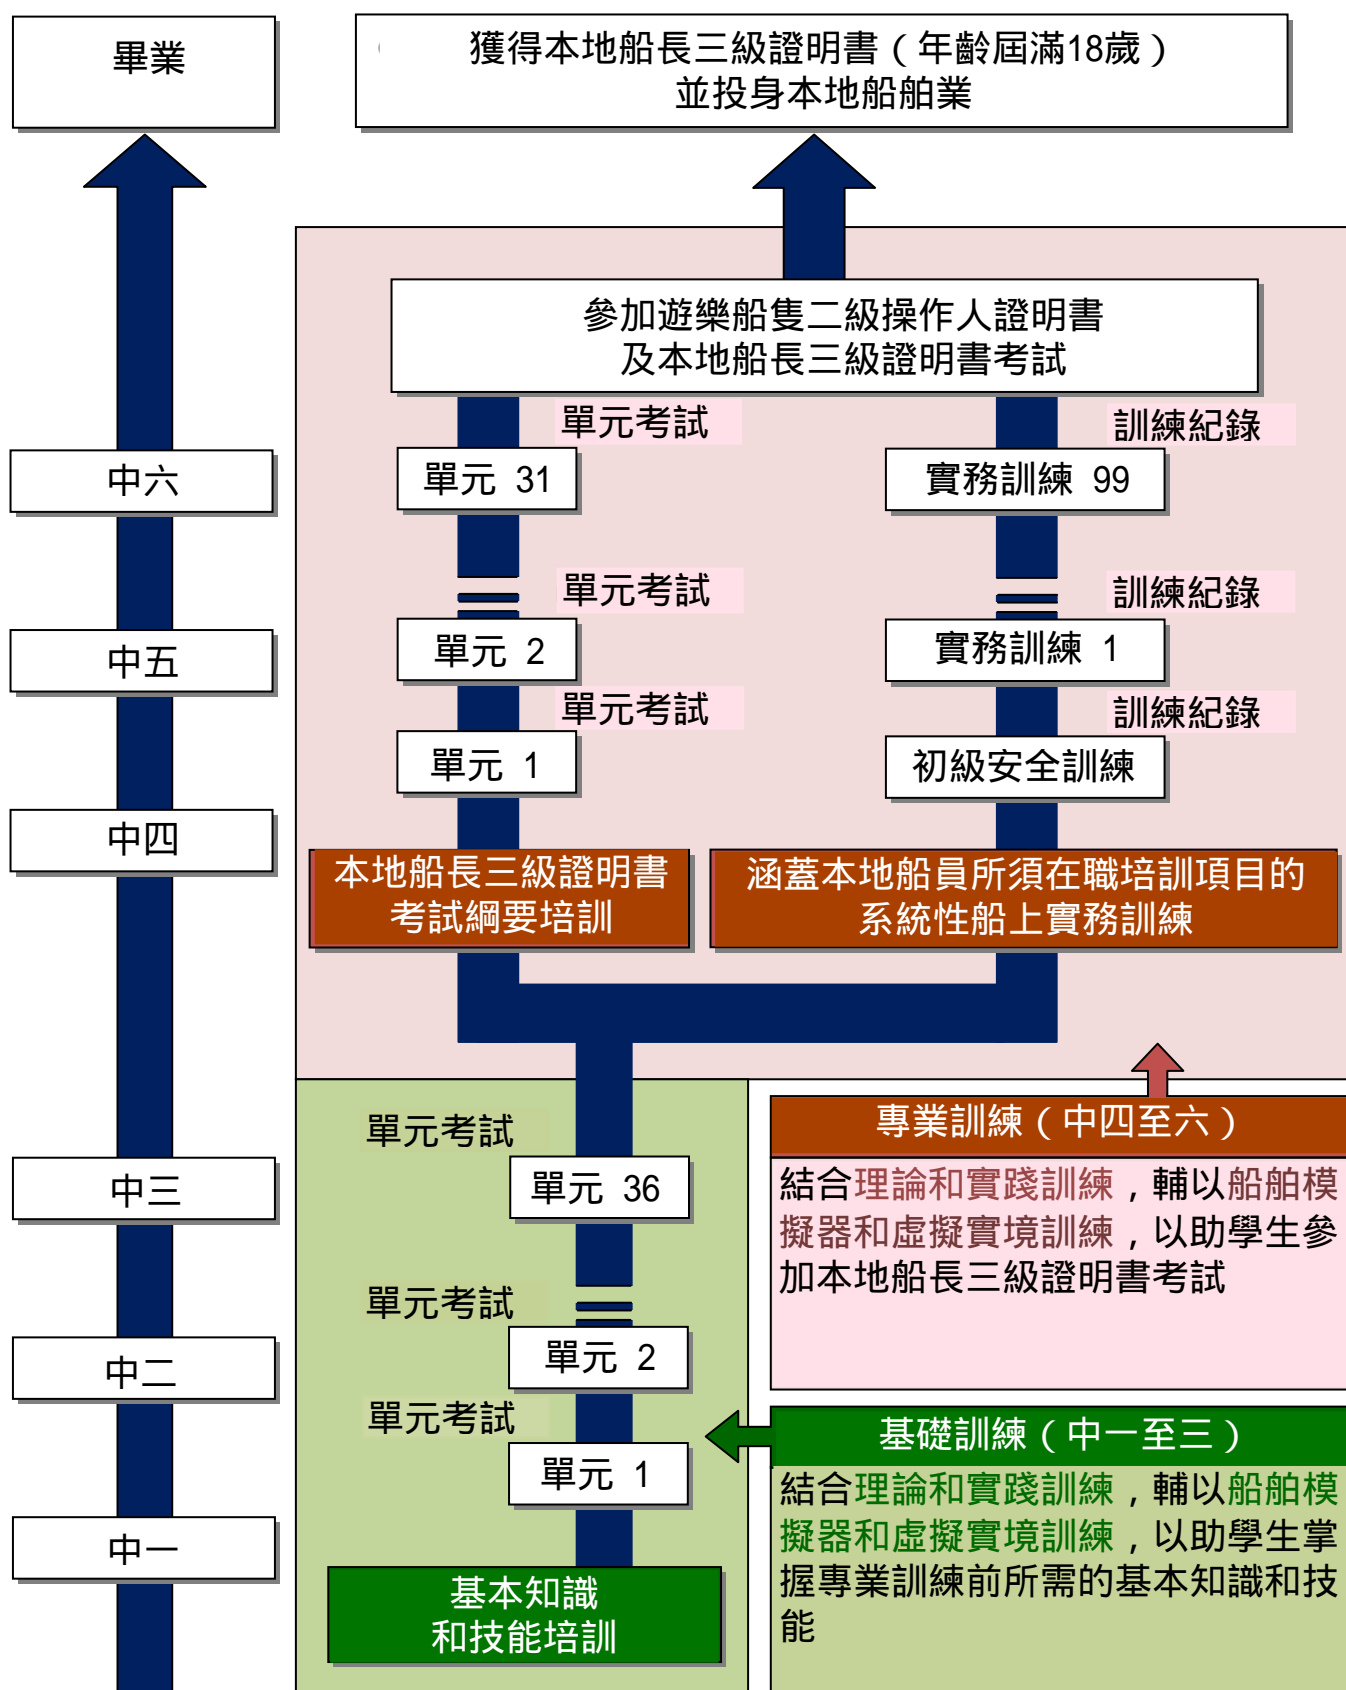 畢業
獲得本地船長三級證明書（年齡屆滿18歲）
並投身本地船舶業
參加遊樂船隻二級操作人證明書
及本地船長三級證明書考試
單元考試
訓練紀錄
中六
單元 31
實務訓練 99
單元考試
訓練紀錄
中五
單元 2
實務訓練 1
單元考試
訓練紀錄
單元 1
初級安全訓練
中四
本地船長三級證明書
考試綱要培訓
涵蓋本地船員所須在職培訓項目的
系統性船上實務訓練
單元考試
中三
單元 36
單元考試
中二
單元 2
單元考試
單元 1
中一
基本知識
和技能培訓
專業訓練（中四至六）
結合理論和實踐訓練，輔以船舶模
擬器和虛擬實境訓練，以助學生參
加本地船長三級證明書考試
基礎訓練（中一至三）
結合理論和實踐訓練，輔以船舶模
擬器和虛擬實境訓練，以助學生掌
握專業訓練前所需的基本知識和技
能